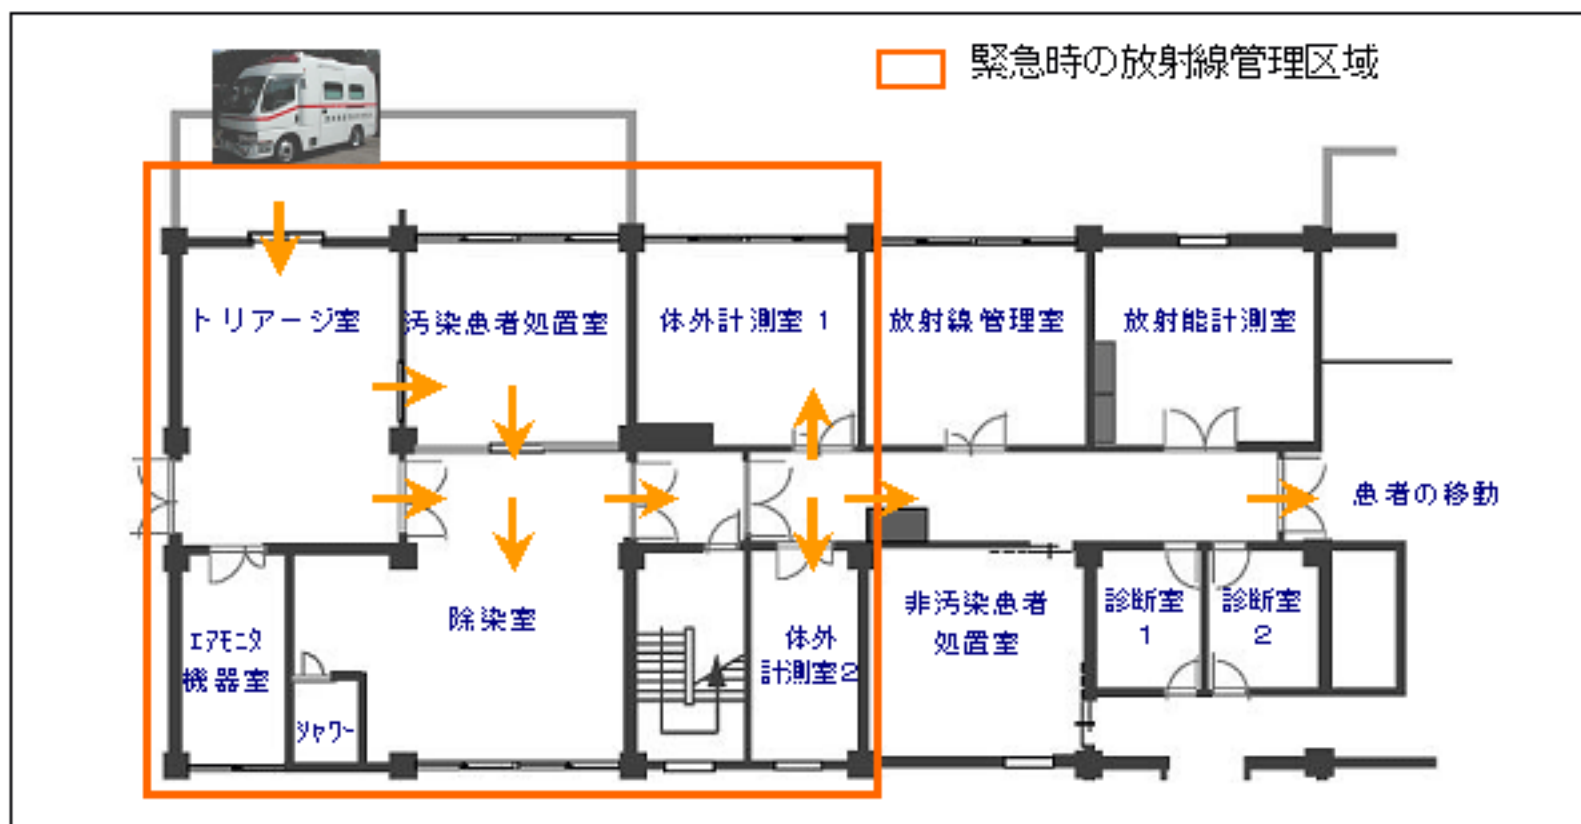 緊急時の放射線管理区域
トリアージ室
汚染患者処置室
体外計測室 1
放射線管理室
放射能計測室
患者の移動
エアモニタ
機器室
シャワー
除染室
体外
計測室2
非汚染患者
処置室
診断室
1
診断室
2